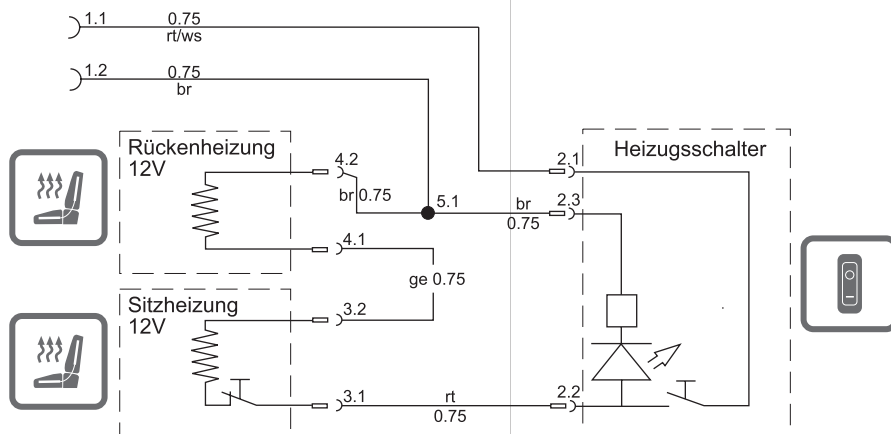 1.1 0.75
rt/ws
1.2 0.75
br
Rückenheizung
12V
4.2
br 0.75
5.1
br
0.75
2.1
2.3
Heizugsschalter
4.1
ge 0.75
Sitzheizung
12V
3.2
3.1
rt
0.75
2.2